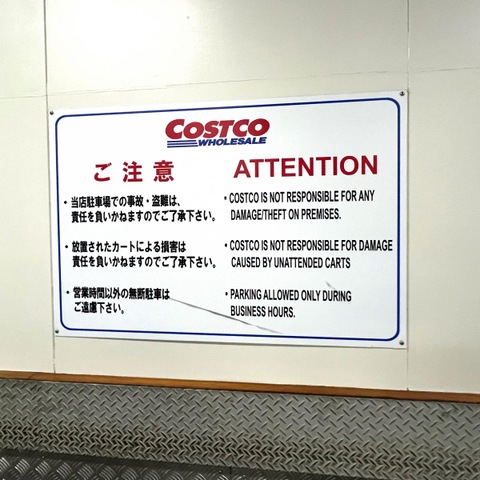 COSTCO
WHOLESALE
ご注意
・当店駐車場での事故・盗難は、
責任を負いかねますのでご了承下さい。
・放置されたカートによる損害は
責任を負いかねますのでご了承下さい。
・営業時間以外の無断駐車は
ご遠慮下さい。
ATTENTION
・COSTCO IS NOT RESPONSIBLE FOR ANY
DAMAGE/THEFT ON PREMISES.
・COSTCO IS NOT RESPONSIBLE FOR DAMAGE
CAUSED BY UNATTENDED CARTS
・PARKING ALLOWED ONLY DURING
BUSINESS HOURS.